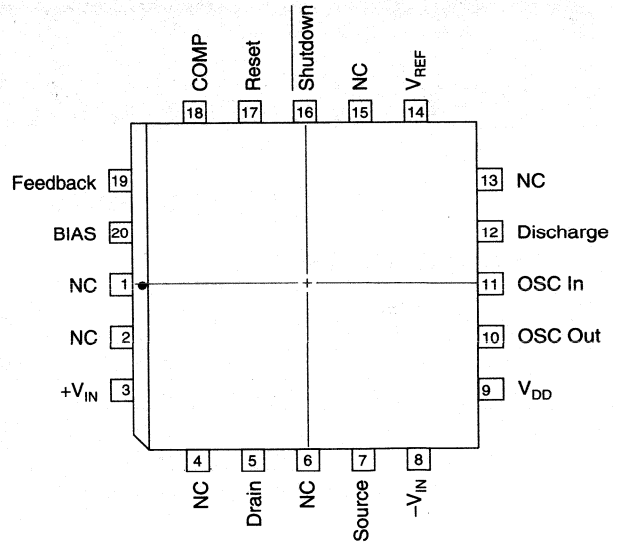 COMP
Reset
Shutdown
NC
VREF
18
17
16
15
14
Feedback 19
13 NC
BIAS 20
12 Discharge
NC 1
11 OSC In
NC 2
10 OSC Out
+VIN 3
9 VDD
4
5
6
7
8
NC
Drain
NC
Source
–VIN